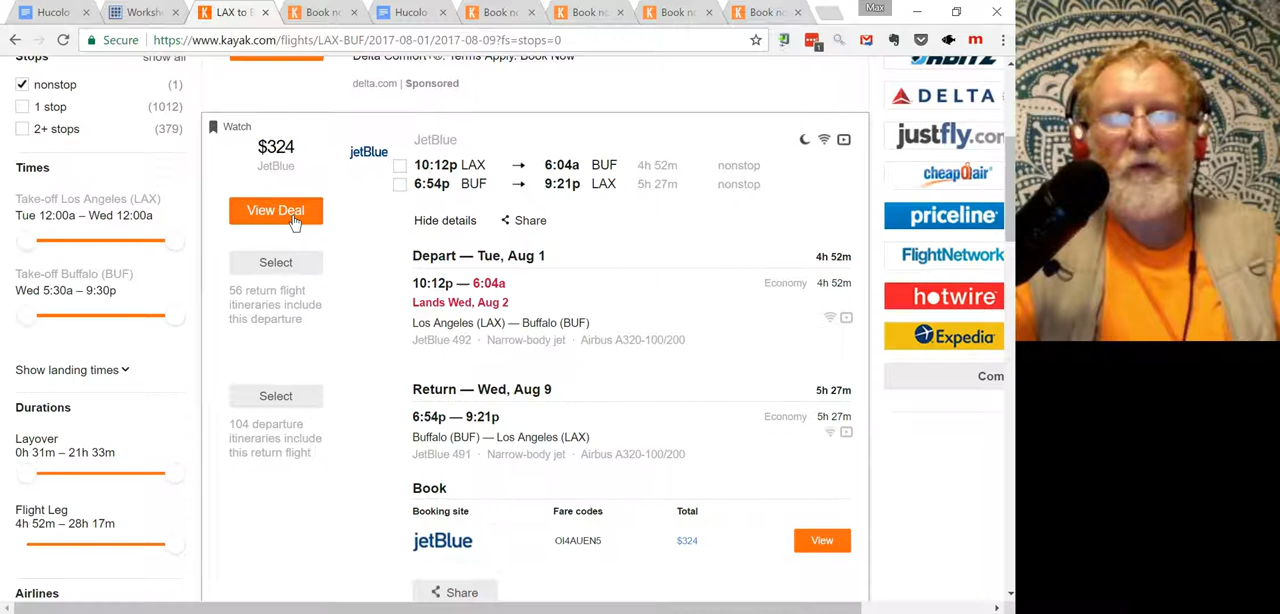 Hucolo
Worksh
LAX to B
Book no
Hucolo
Book no
Book no
Book no
Book no
Max
Secure
https://www.kayak.com/flights/LAX-BUF/2017-08-01/2017-08-09?fs=stops=0
1
m
Stops show all
nonstop (1)
1 stop (1012)
2+ stops (379)
Times
Take-off Los Angeles (LAX)
Tue 12:00a – Wed 12:00a
Take-off Buffalo (BUF)
Wed 5:30a – 9:30p
Show landing times
Durations
Layover
0h 31m – 21h 33m
Flight Leg
4h 52m – 28h 17m
Airlines
Delta Comfort+®. Terms Apply. Book Now
delta.com | Sponsored
Watch
$324
JetBlue
View Deal
jetBlue
JetBlue
10:12p LAX → 6:04a BUF 4h 52m nonstop
6:54p BUF → 9:21p LAX 5h 27m nonstop
Hide details Share
Select
56 return flight
itineraries include
this departure
Depart — Tue, Aug 1 4h 52m
10:12p — 6:04a Economy 4h 52m
Lands Wed, Aug 2
Los Angeles (LAX) — Buffalo (BUF)
JetBlue 492 · Narrow-body jet · Airbus A320-100/200
Select
104 departure
itineraries include
this return flight
Return — Wed, Aug 9 5h 27m
6:54p — 9:21p Economy 5h 27m
Buffalo (BUF) — Los Angeles (LAX)
JetBlue 491 · Narrow-body jet · Airbus A320-100/200
Book
Booking site Fare codes Total
jetBlue OI4AUEN5 $324 View
Share
ORBITZ
DELTA
justfly.con
cheapOair
priceline
FlightNetwork
hotwire
Expedia
Com